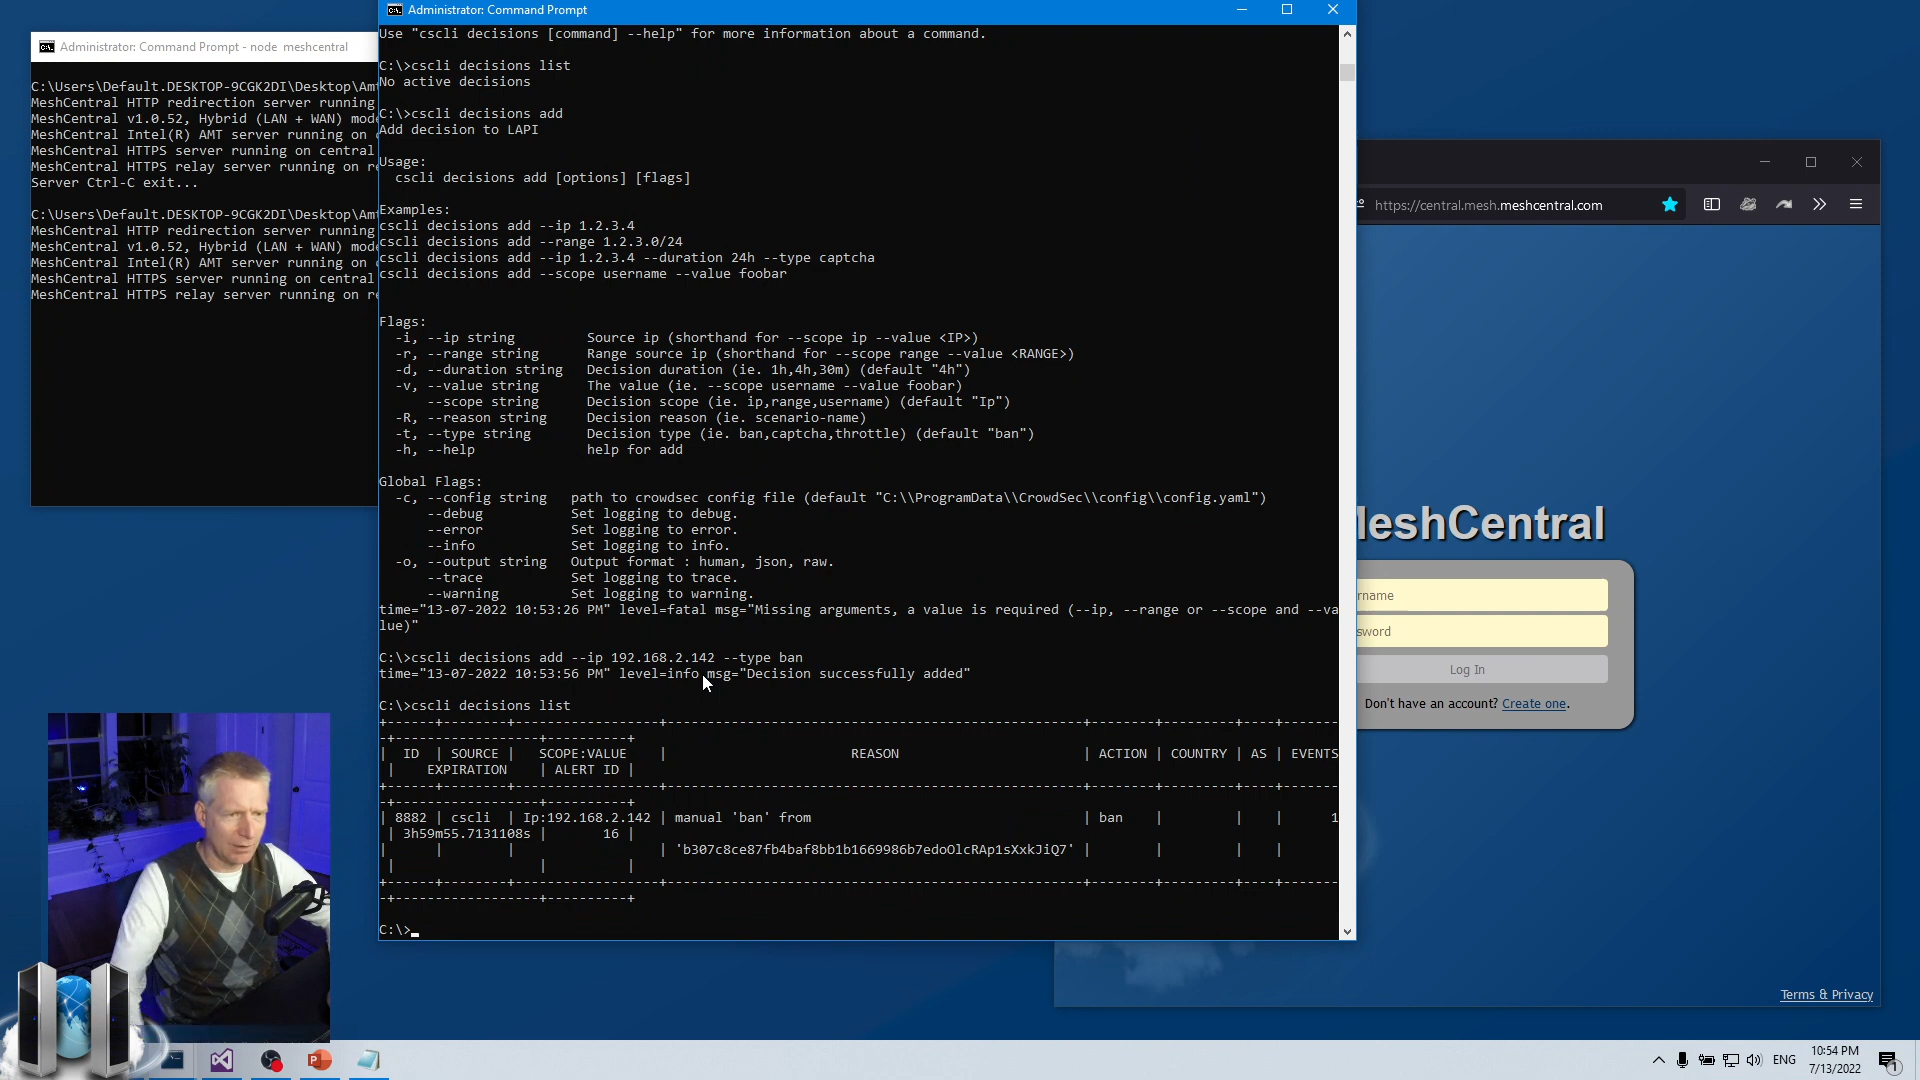 Administrator: Command Prompt - node  meshcentral
C:\Users\Default.DESKTOP-9CGK2DI\Desktop\Am
MeshCentral HTTP redirection server running
MeshCentral v1.0.52, Hybrid (LAN + WAN) mod
MeshCentral Intel(R) AMT server running on
MeshCentral HTTPS server running on central
MeshCentral HTTPS relay server running on re
Server Ctrl-C exit...
C:\Users\Default.DESKTOP-9CGK2DI\Desktop\Am
MeshCentral HTTP redirection server running
MeshCentral v1.0.52, Hybrid (LAN + WAN) mod
MeshCentral Intel(R) AMT server running on
MeshCentral HTTPS server running on central
MeshCentral HTTPS relay server running on re
Administrator: Command Prompt
Use "cscli decisions [command] --help" for more information about a command.
C:\>cscli decisions list
No active decisions
C:\>cscli decisions add
Add decision to LAPI
Usage:
cscli decisions add [options] [flags]
Examples:
cscli decisions add --ip 1.2.3.4
cscli decisions add --range 1.2.3.0/24
cscli decisions add --ip 1.2.3.4 --duration 24h --type captcha
cscli decisions add --scope username --value foobar
Flags:
-i, --ip string         Source ip (shorthand for --scope ip --value <IP>)
-r, --range string      Range source ip (shorthand for --scope range --value <RANGE>)
-d, --duration string   Decision duration (ie. 1h,4h,30m) (default "4h")
-v, --value string      The value (ie. --scope username --value foobar)
--scope string      Decision scope (ie. ip,range,username) (default "Ip")
-R, --reason string     Decision reason (ie. scenario-name)
-t, --type string       Decision type (ie. ban,captcha,throttle) (default "ban")
-h, --help              help for add
Global Flags:
-c, --config string   path to crowdsec config file (default "C:\\ProgramData\\CrowdSec\\config\\config.yaml")
--debug           Set logging to debug.
--error           Set logging to error.
--info            Set logging to info.
-o, --output string   Output format : human, json, raw.
--trace           Set logging to trace.
--warning         Set logging to warning.
time="13-07-2022 10:53:26 PM" level=fatal msg="Missing arguments, a value is required (--ip, --range or --scope and --va
lue)"
C:\>cscli decisions add --ip 192.168.2.142 --type ban
time="13-07-2022 10:53:56 PM" level=info msg="Decision successfully added"
C:\>cscli decisions list
| ID | SOURCE | SCOPE:VALUE | REASON | ACTION | COUNTRY | AS | EVENTS
| EXPIRATION | ALERT ID |
| 8882 | cscli | Ip:192.168.2.142 | manual 'ban' from | ban | | | 1
| 3h59m55.7131108s | 16 |
| | | | 'b307c8ce87fb4baf8bb1b1669986b7edoOlcRAp1sXxkJiQ7' | | | |
C:\>
https://central.mesh.meshcentral.com
MeshCentral
rname
sword
Log In
Don't have an account? Create one.
Terms & Privacy
ENG
10:54 PM
7/13/2022
1